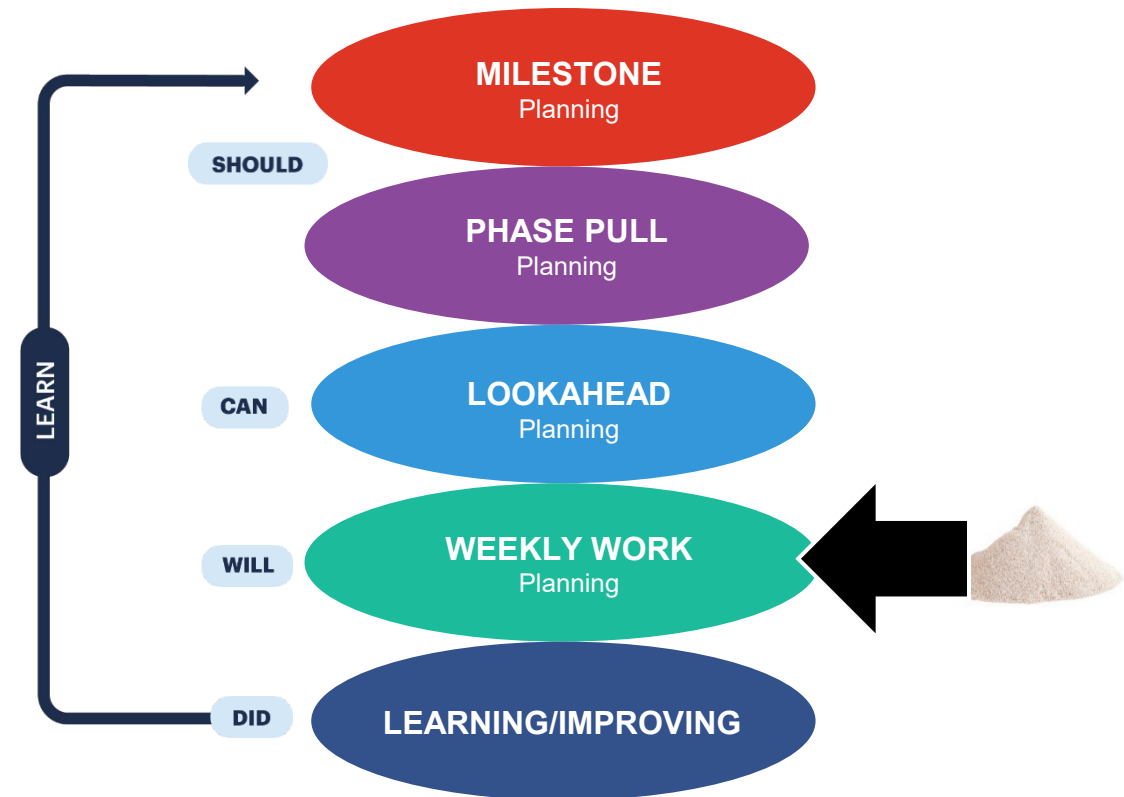 MILESTONE
Planning
SHOULD
PHASE PULL
Planning
LEARN
CAN
LOOKAHEAD
Planning
WILL
WEEKLY WORK
Planning
DID
LEARNING/IMPROVING